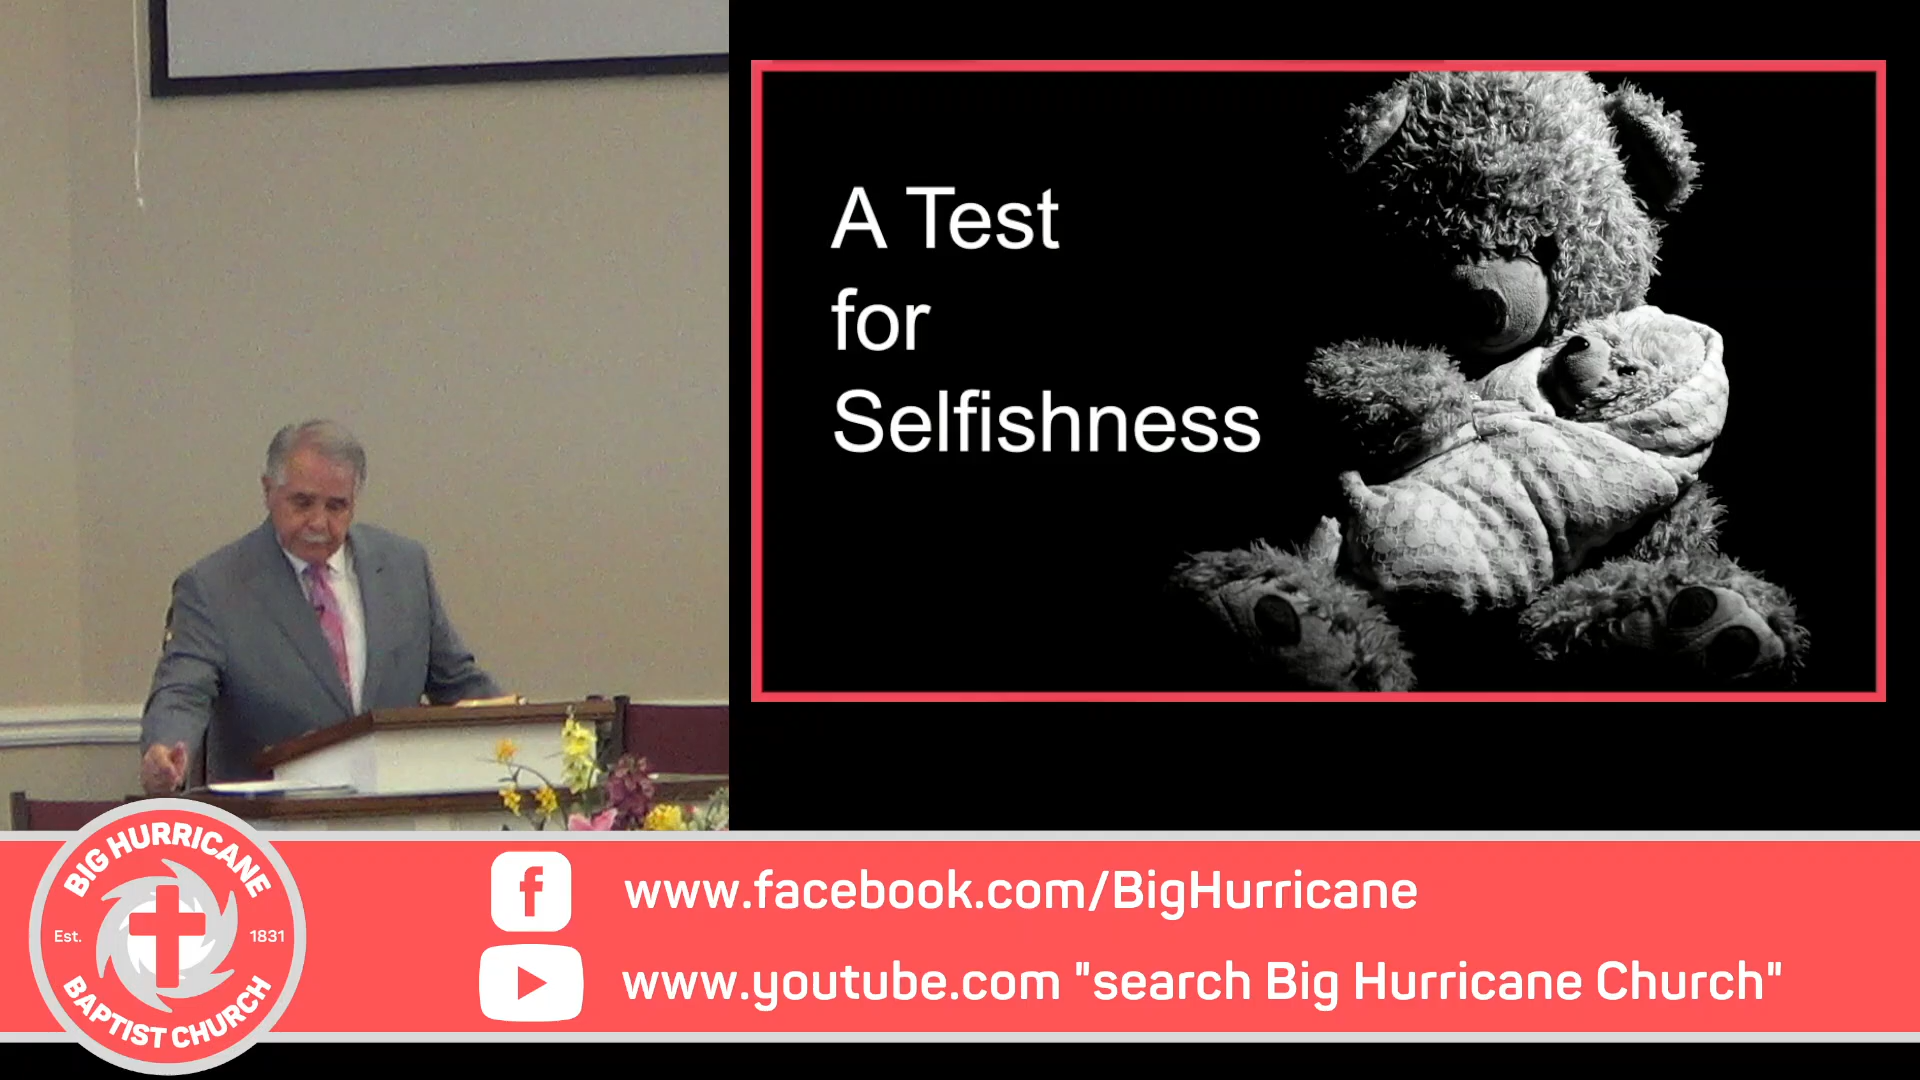 A Test
for
Selfishness
BIG HURRICANE
Est. 1831
BAPTIST CHURCH
f www.facebook.com/BigHurricane
www.youtube.com "search Big Hurricane Church"